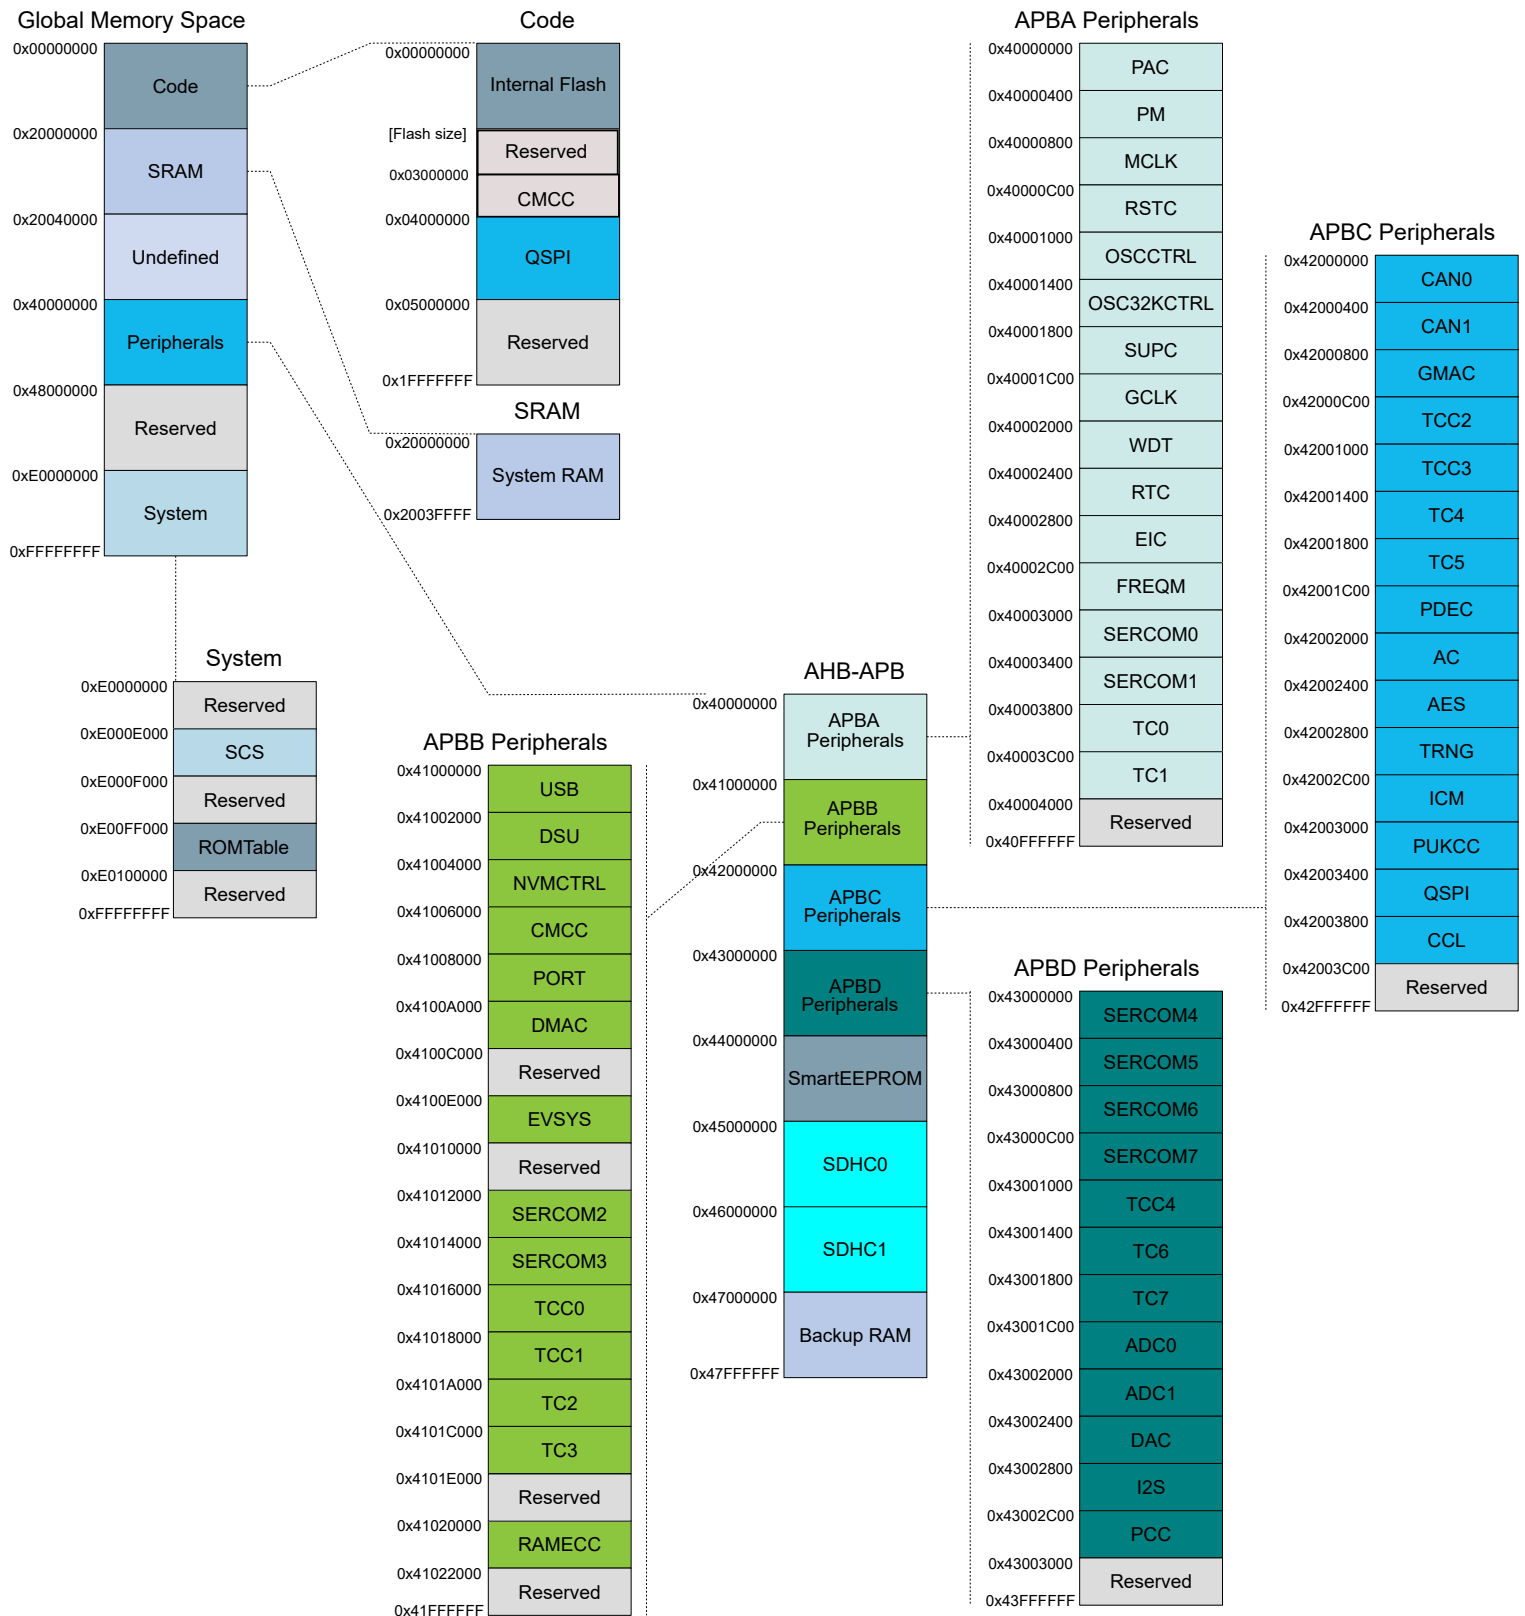 Global Memory Space
0x00000000
Code
0x20000000
SRAM
0x20040000
Undefined
0x40000000
Peripherals
0x48000000
Reserved
0xE0000000
System
0xFFFFFFFF
Code
0x00000000
Internal Flash
[Flash size]
Reserved
0x03000000
CMCC
0x04000000
QSPI
0x05000000
Reserved
0x1FFFFFFF
SRAM
0x20000000
System RAM
0x2003FFFF
System
0xE0000000
Reserved
0xE000E000
SCS
0xE000F000
Reserved
0xE00FF000
ROMTable
0xE0100000
Reserved
0xFFFFFFFF
APBB Peripherals
0x41000000
USB
0x41002000
DSU
0x41004000
NVMCTRL
0x41006000
CMCC
0x41008000
PORT
0x4100A000
DMAC
0x4100C000
Reserved
0x4100E000
EVSYS
0x41010000
Reserved
0x41012000
SERCOM2
0x41014000
SERCOM3
0x41016000
TCC0
0x41018000
TCC1
0x4101A000
TC2
0x4101C000
TC3
0x4101E000
Reserved
0x41020000
RAMECC
0x41022000
Reserved
0x41FFFFFF
AHB-APB
0x40000000
APBA
Peripherals
0x41000000
APBB
Peripherals
0x42000000
APBC
Peripherals
0x43000000
APBD
Peripherals
0x44000000
SmartEEPROM
0x45000000
SDHC0
0x46000000
SDHC1
0x47000000
Backup RAM
0x47FFFFFF
APBA Peripherals
0x40000000
PAC
0x40000400
PM
0x40000800
MCLK
0x40000C00
RSTC
0x40001000
OSCCTRL
0x40001400
OSC32KCTRL
0x40001800
SUPC
0x40001C00
GCLK
0x40002000
WDT
0x40002400
RTC
0x40002800
EIC
0x40002C00
FREQM
0x40003000
SERCOM0
0x40003400
SERCOM1
0x40003800
TC0
0x40003C00
TC1
0x40004000
Reserved
0x40FFFFFF
APBD Peripherals
0x43000000
SERCOM4
0x43000400
SERCOM5
0x43000800
SERCOM6
0x43000C00
SERCOM7
0x43001000
TCC4
0x43001400
TC6
0x43001800
TC7
0x43001C00
ADC0
0x43002000
ADC1
0x43002400
DAC
0x43002800
I2S
0x43002C00
PCC
0x43003000
Reserved
0x43FFFFFF
APBC Peripherals
0x42000000
CAN0
0x42000400
CAN1
0x42000800
GMAC
0x42000C00
TCC2
0x42001000
TCC3
0x42001400
TC4
0x42001800
TC5
0x42001C00
PDEC
0x42002000
AC
0x42002400
AES
0x42002800
TRNG
0x42002C00
ICM
0x42003000
PUKCC
0x42003400
QSPI
0x42003800
CCL
0x42003C00
Reserved
0x42FFFFFF